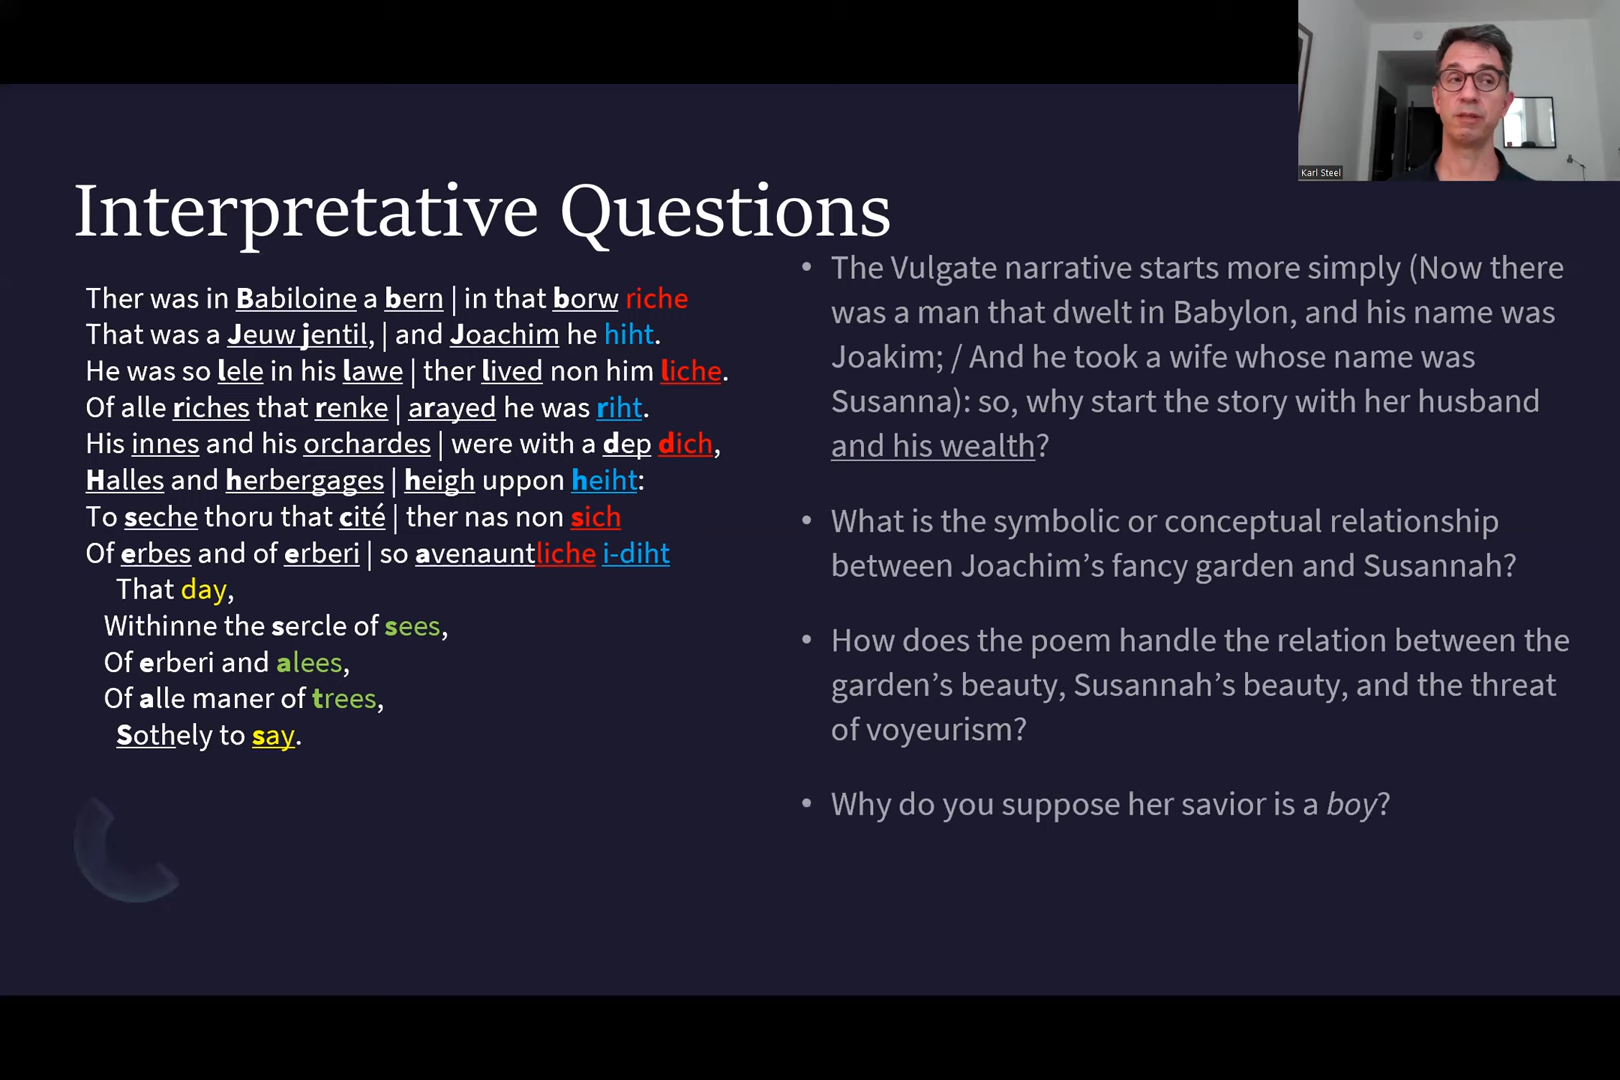 Karl Steel
Interpretative Questions
Ther was in Babiloine a bern | in that borw riche
That was a Jeuw jentil, | and Joachim he hiht.
He was so lele in his lawe | ther lived non him liche.
Of alle riches that renke | arayed he was riht.
His innes and his orchardes | were with a dep dich,
Halles and herbergages | heigh uppon heiht:
To seche thoru that cité | ther nas non sich
Of erbes and of erberi | so avenauntliche i-diht
That day,
Withinne the sercle of sees,
Of erberi and alees,
Of alle maner of trees,
Sothely to say.
• The Vulgate narrative starts more simply (Now there
was a man that dwelt in Babylon, and his name was
Joakim; / And he took a wife whose name was
Susanna): so, why start the story with her husband
and his wealth?
• What is the symbolic or conceptual relationship
between Joachim’s fancy garden and Susannah?
• How does the poem handle the relation between the
garden’s beauty, Susannah’s beauty, and the threat
of voyeurism?
• Why do you suppose her savior is a boy?